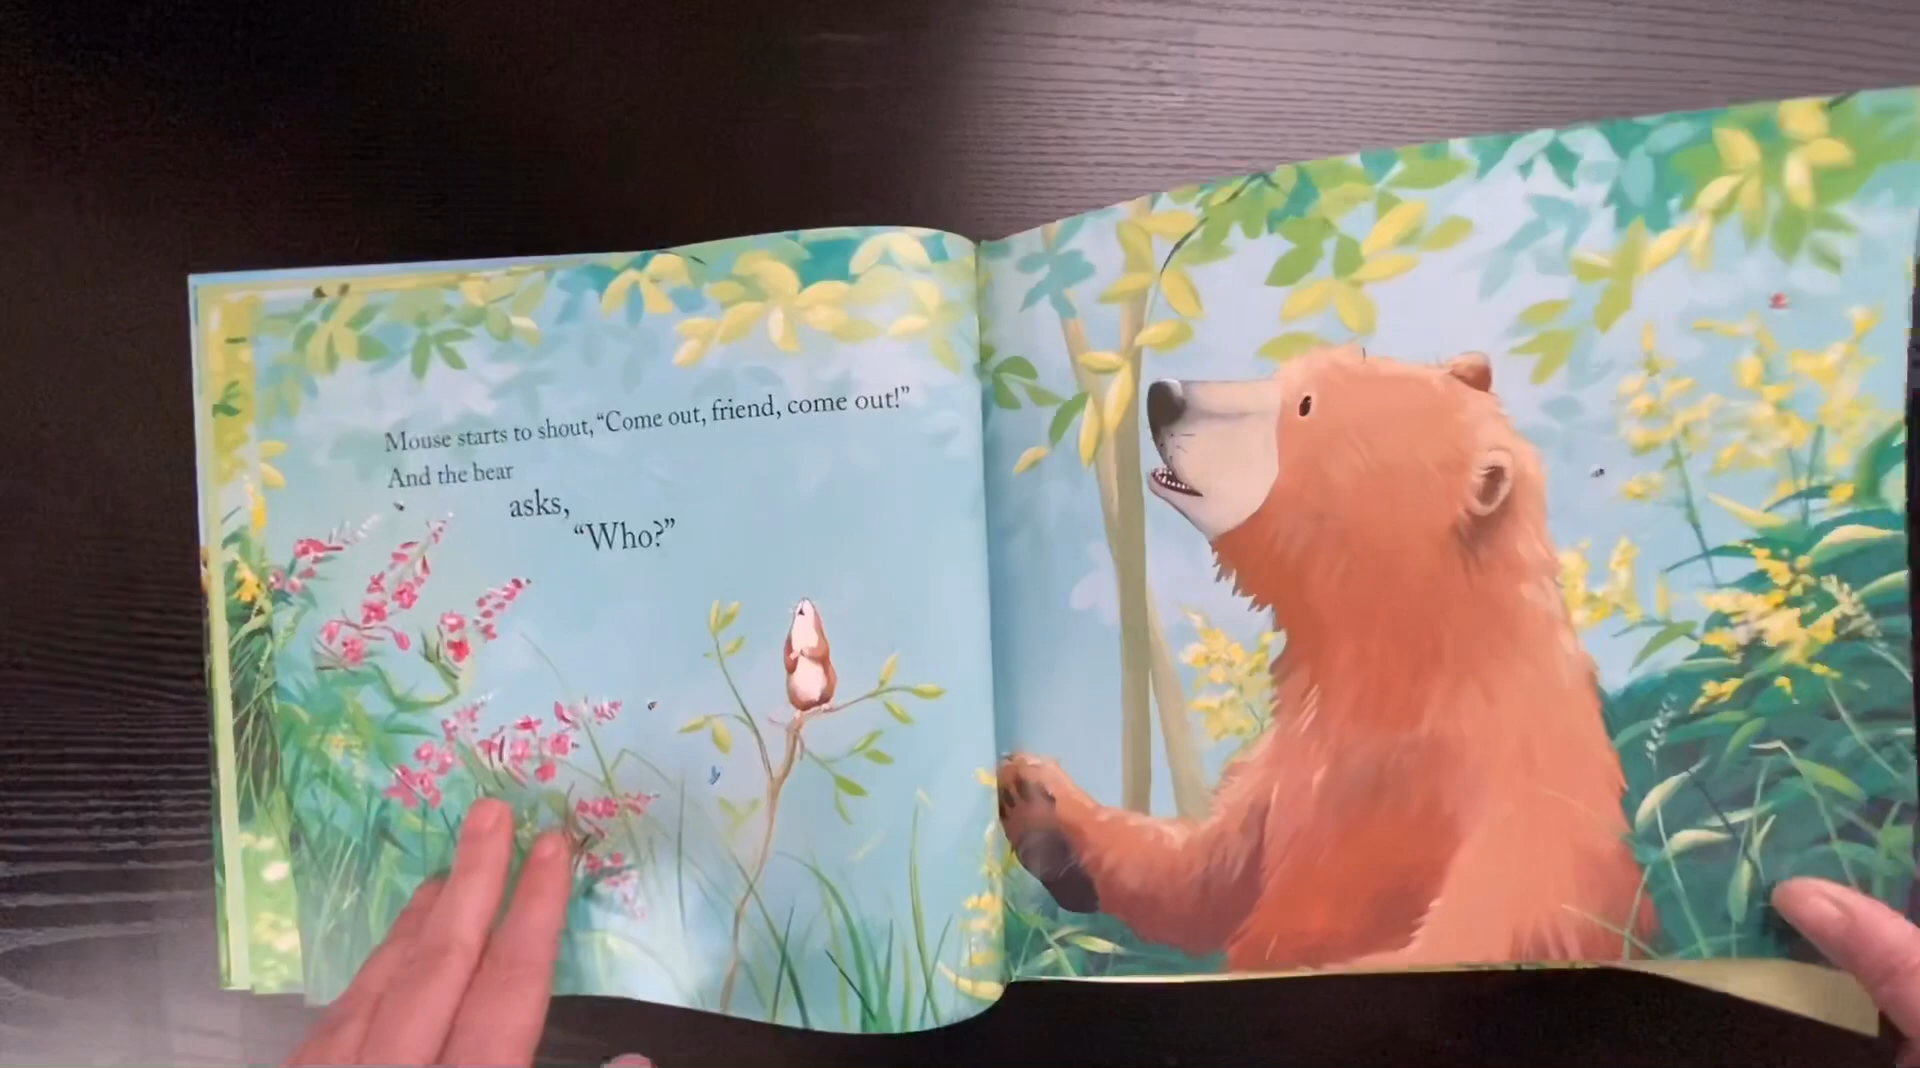 Mouse starts to shout, “Come out, friend, come out!”
And the bear
asks,
“Who?”